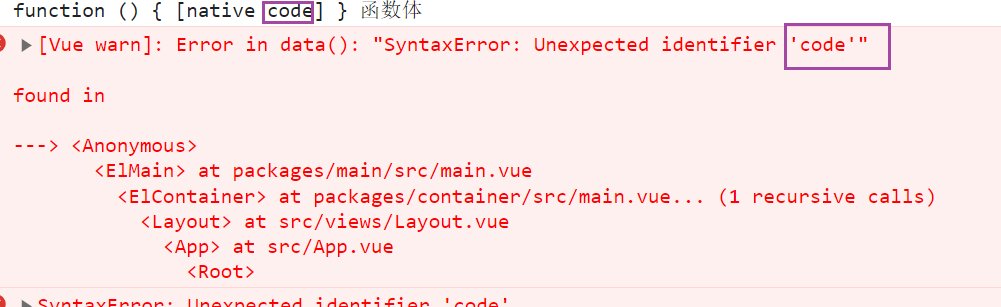 function () { [native code] } 函数体
▶[Vue warn]: Error in data(): "SyntaxError: Unexpected identifier 'code'"
found in
---> <Anonymous>
<ElMain> at packages/main/src/main.vue
<ElContainer> at packages/container/src/main.vue... (1 recursive calls)
<Layout> at src/views/Layout.vue
<App> at src/App.vue
<Root>
▶SyntaxError: Unexpected identifier 'code'